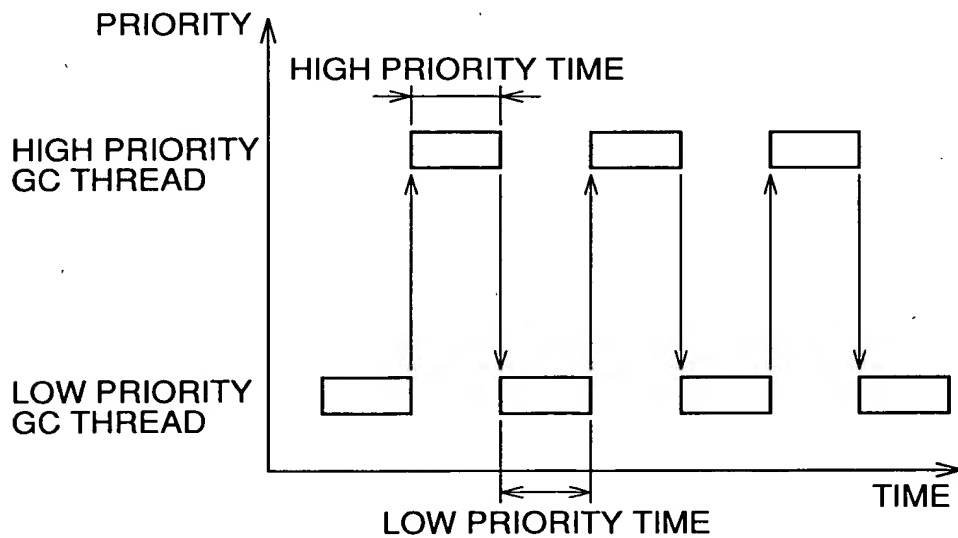 PRIORITY
HIGH PRIORITY TIME
HIGH PRIORITY
GC THREAD
LOW PRIORITY
GC THREAD
TIME
LOW PRIORITY TIME